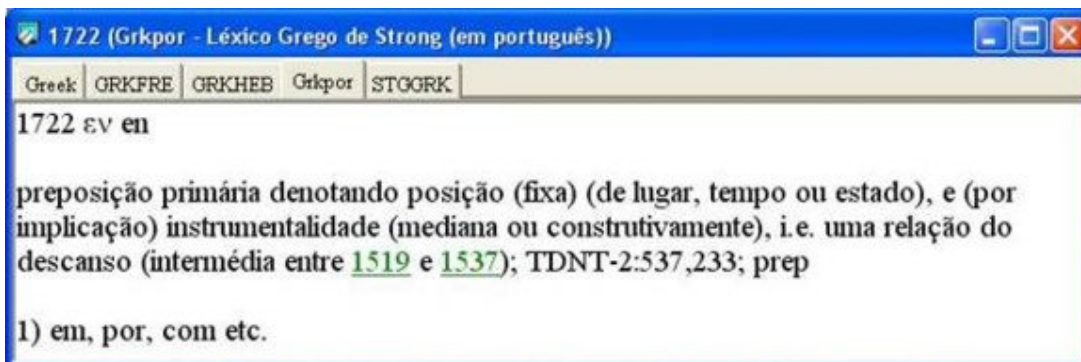 1722 (Grkpor - Léxico Grego de Strong (em português))
Greek GRKFRE GRKHEB Grkpor STGGRK
1722 εν en
preposição primária denotando posição (fixa) (de lugar, tempo ou estado), e (por
implicação) instrumentalidade (mediana ou construtivamente), i.e. uma relação do
descanso (intermédia entre 1519 e 1537); TDNT-2:537,233; prep
1) em, por, com etc.